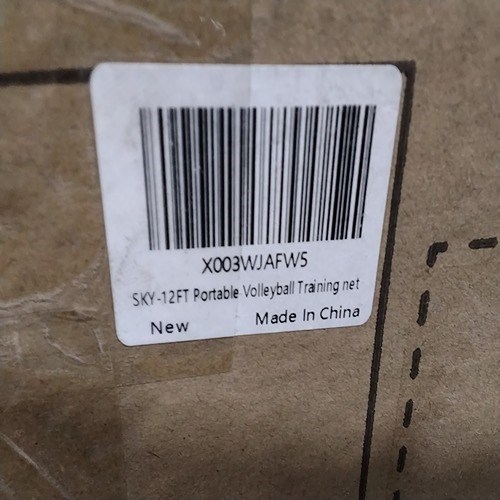 X003WJAFW5
SKY-12FT Portable Volleyball Training net
New
Made In China